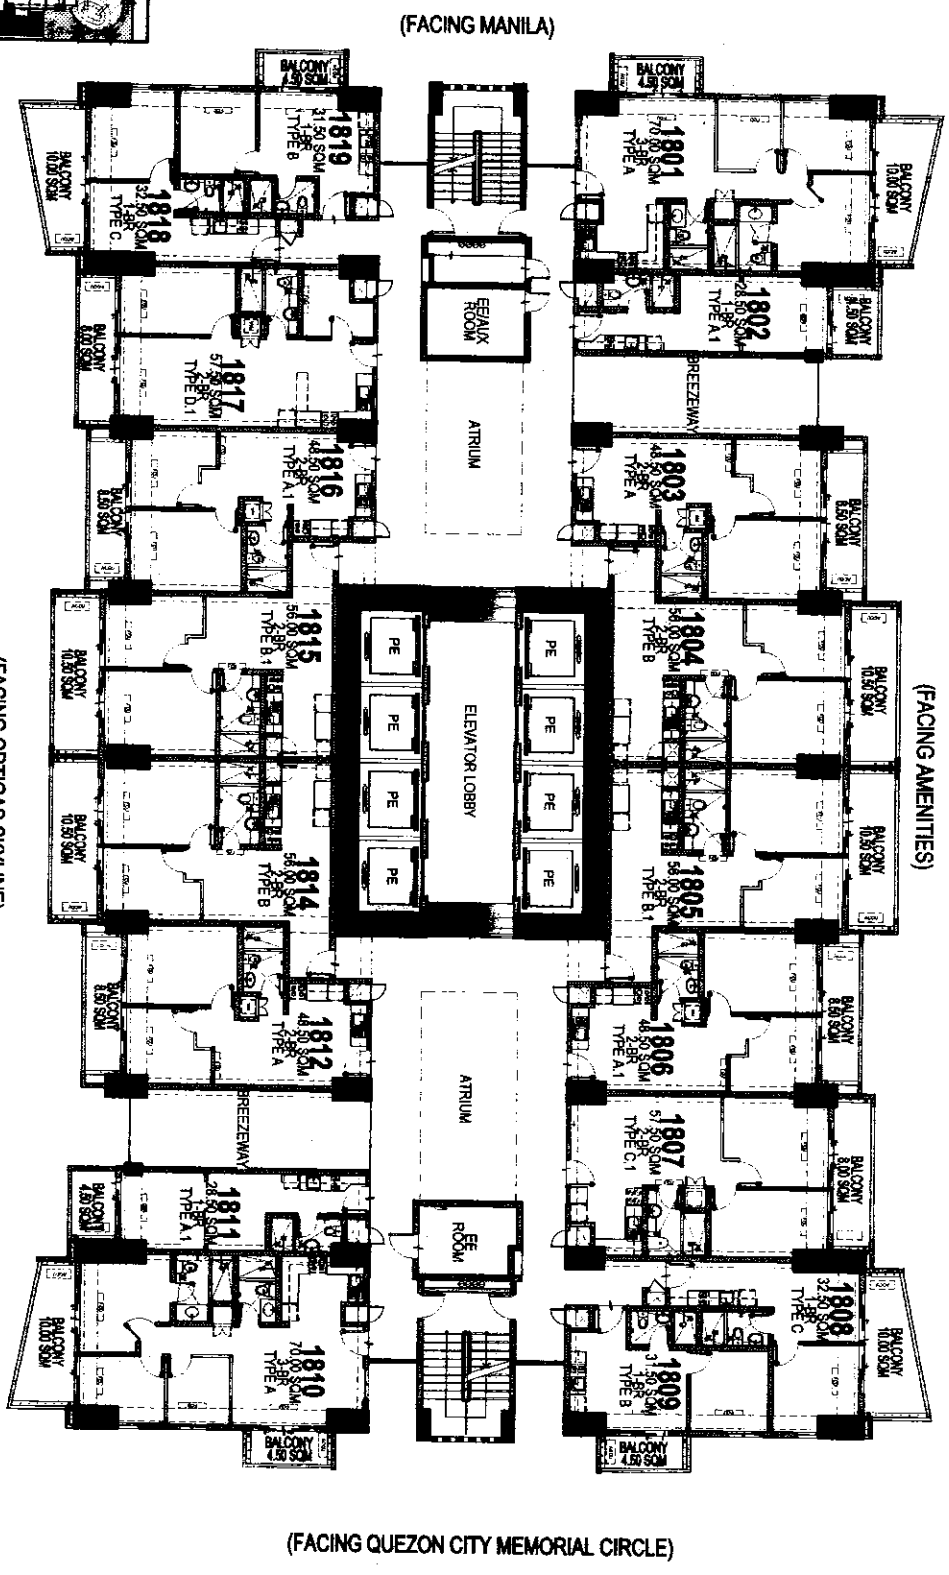 (FACING MANILA)
BALCONY
4.50 SQM
BALCONY
4.50 SQM
1819
31.50 SQM
1-BR
TYPE B
1801
70.00 SQM
3-BR
TYPE A
BALCONY
10.00 SQM
BALCONY
10.00 SQM
1818
32.50 SQM
1-BR
TYPE C
EE/AUX
ROOM
1802
28.50 SQM
1-BR
TYPE A.1
BALCONY
4.50 SQM
BALCONY
8.00 SQM
1817
57.50 SQM
2-BR
TYPE D.1
BREEZEWAY
ATRIUM
1816
48.50 SQM
2-BR
TYPE A.1
1803
48.50 SQM
2-BR
TYPE A
BALCONY
8.50 SQM
BALCONY
8.50 SQM
1815
56.00 SQM
2-BR
TYPE B.1
1804
56.00 SQM
2-BR
TYPE B
BALCONY
10.50 SQM
BALCONY
10.50 SQM
PE
PE
PE
PE
ELEVATOR LOBBY
PE
PE
PE
PE
(FACING AMENITIES)
BALCONY
10.50 SQM
BALCONY
10.50 SQM
1814
56.00 SQM
2-BR
TYPE B
1805
56.00 SQM
2-BR
TYPE B.1
BALCONY
8.50 SQM
BALCONY
8.50 SQM
1812
48.50 SQM
2-BR
TYPE A
1806
48.50 SQM
2-BR
TYPE A.1
ATRIUM
BREEZEWAY
1807
57.50 SQM
2-BR
TYPE C.1
BALCONY
8.00 SQM
BALCONY
4.50 SQM
1811
28.50 SQM
1-BR
TYPE A.1
EE
ROOM
1808
32.50 SQM
1-BR
TYPE C
BALCONY
10.00 SQM
BALCONY
10.00 SQM
1810
70.00 SQM
3-BR
TYPE A
1809
31.50 SQM
1-BR
TYPE B
BALCONY
4.50 SQM
BALCONY
4.50 SQM
(FACING QUEZON CITY MEMORIAL CIRCLE)